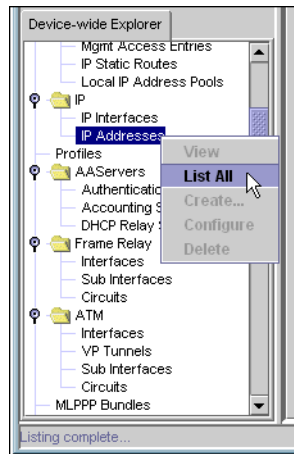 Device-wide Explorer
Mgmt Access Entries
IP Static Routes
Local IP Address Pools
IP
IP Interfaces
IP Addresses
View
Profiles
List All
AAServers
Authenticatio
Create...
Accounting S
Configure
DHCP Relay
Delete
Frame Relay
Interfaces
Sub Interfaces
Circuits
ATM
Interfaces
VP Tunnels
Sub Interfaces
Circuits
MLPPP Bundles
Listing complete...